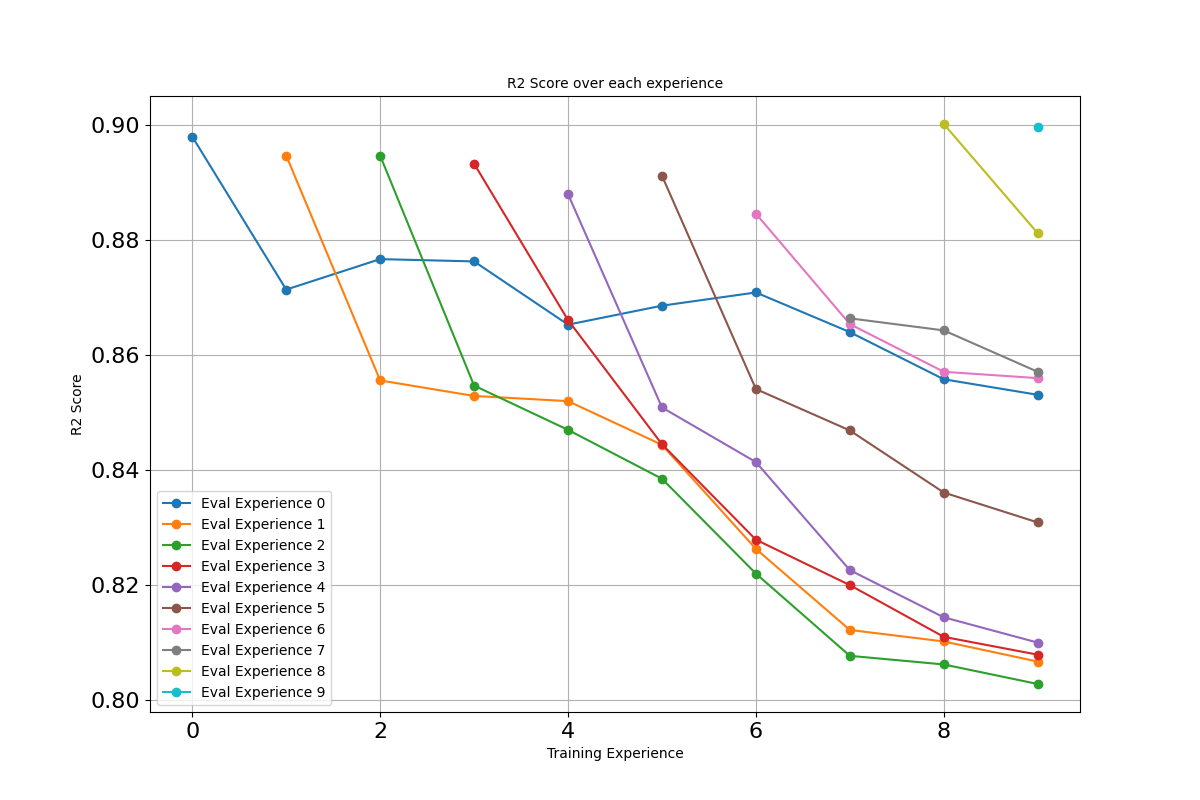 R2 Score over each experience
0.90
0.88
0.86
0.84
0.82
0.80
R2 Score
Eval Experience 0
Eval Experience 1
Eval Experience 2
Eval Experience 3
Eval Experience 4
Eval Experience 5
Eval Experience 6
Eval Experience 7
Eval Experience 8
Eval Experience 9
0 2 4 6 8
Training Experience